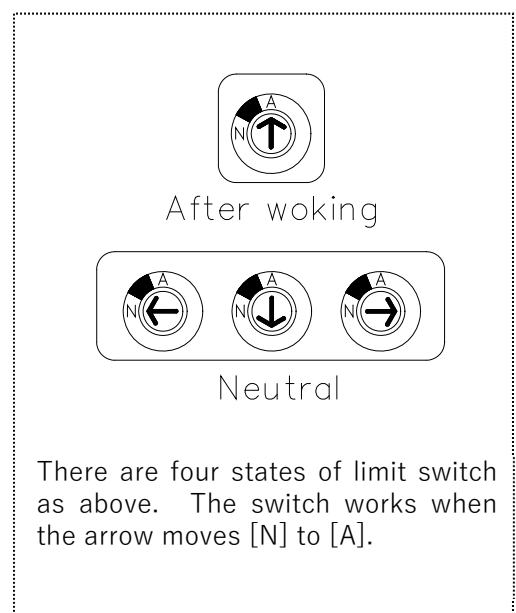 A
N
After woking
A A A
N N N
Neutral
There are four states of limit switch
as above. The switch works when
the arrow moves [N] to [A].